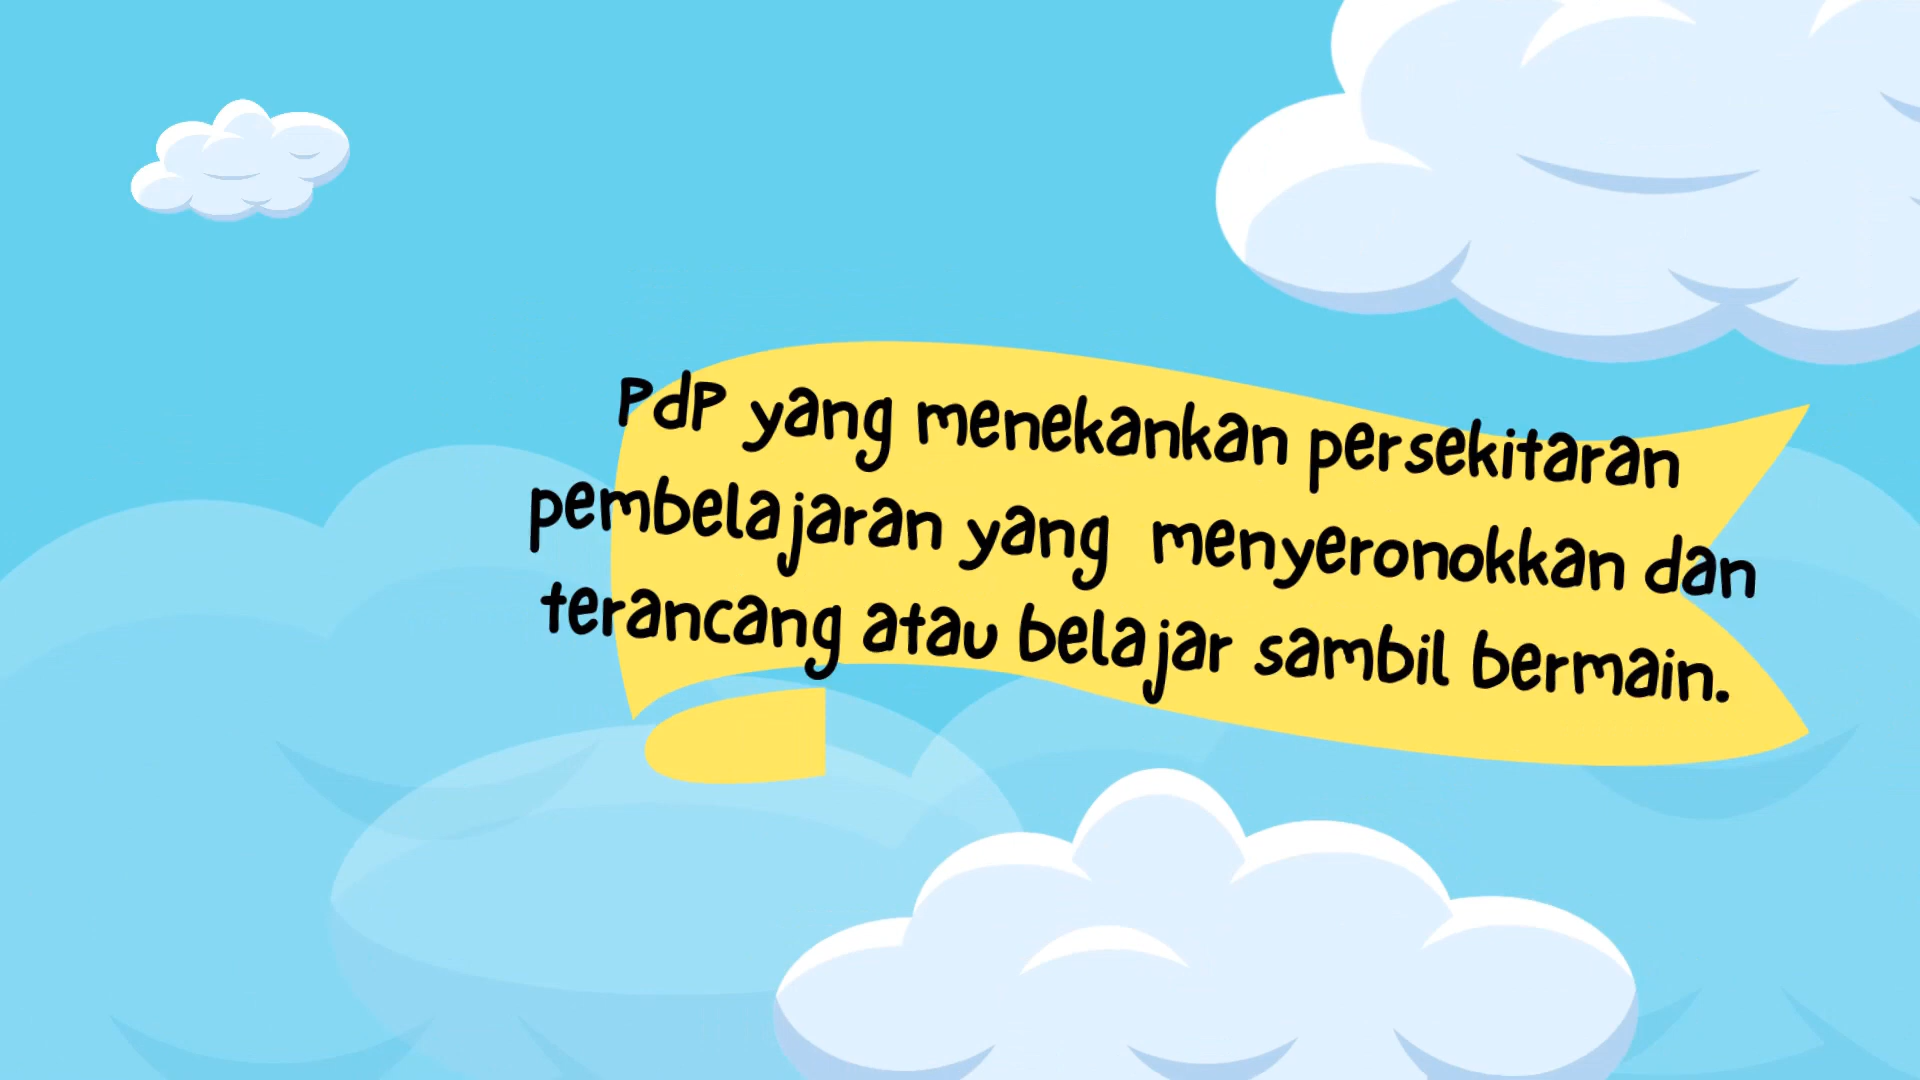 PdP yang menekankan persekitaran
pembelajaran yang menyeronokkan dan
terancang atau belajar sambil bermain.